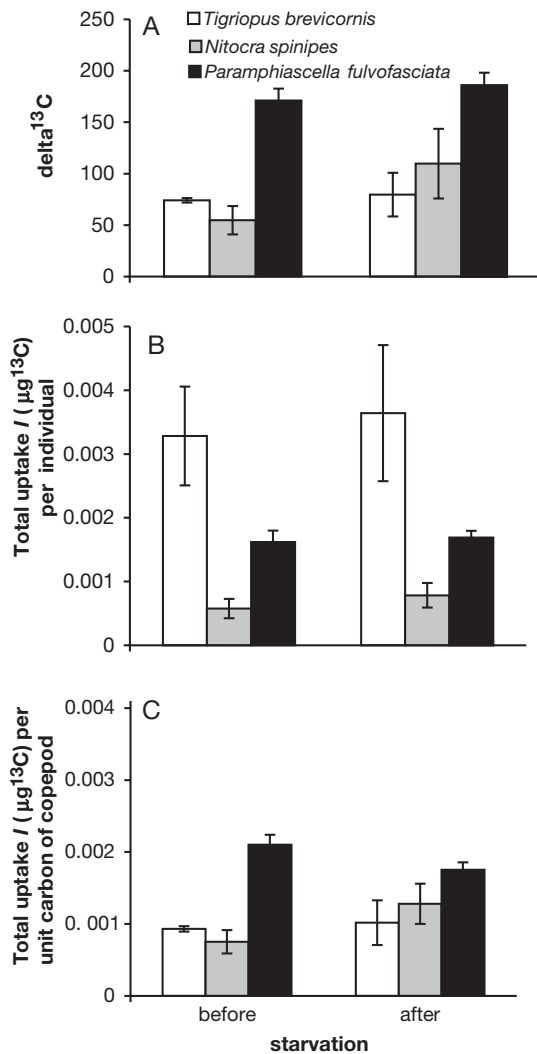 A
Tigriopus brevicornis
Nitocra spinipes
Paramphiascella fulvofasciata
delta¹³C
250
200
150
100
50
0
B
Total uptake I (µg¹³C)
per individual
0.005
0.004
0.003
0.002
0.001
0
C
Total uptake I (µg¹³C) per
unit carbon of copepod
0.004
0.003
0.002
0.001
0
before
after
starvation